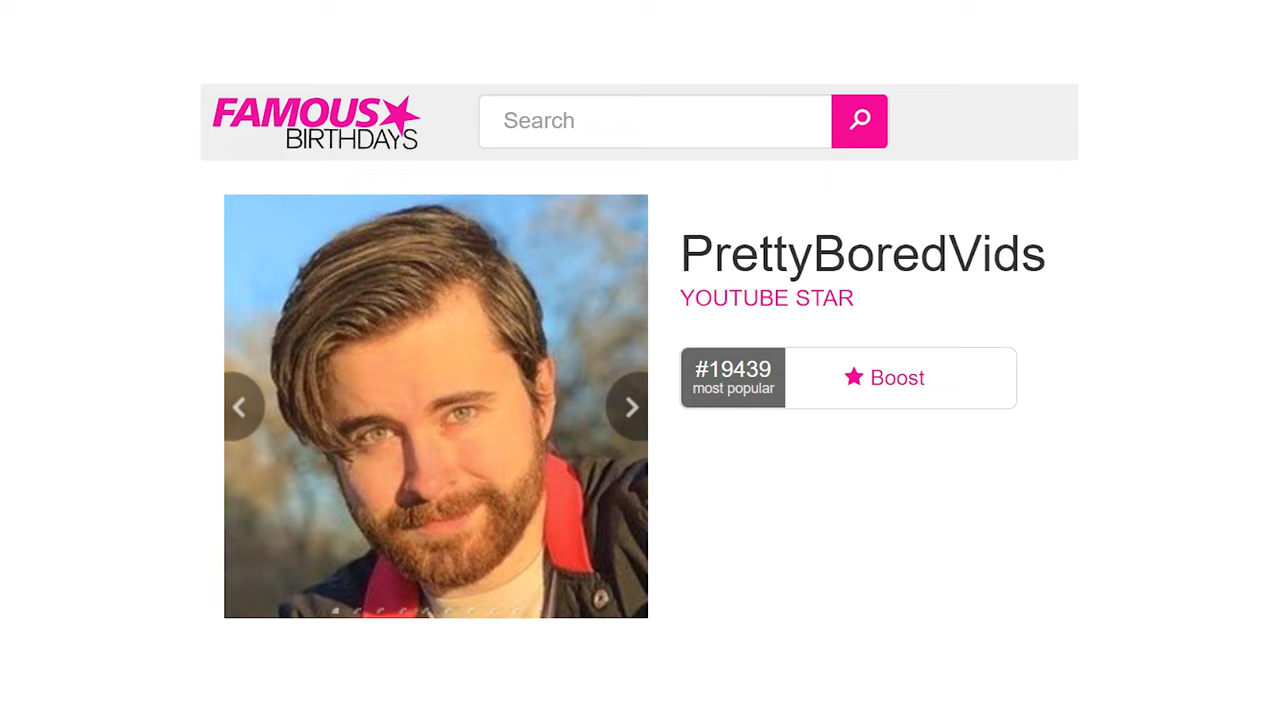 FAMOUS
BIRTHDAYS
Search
PrettyBoredVids
YOUTUBE STAR
#19439
most popular
Boost